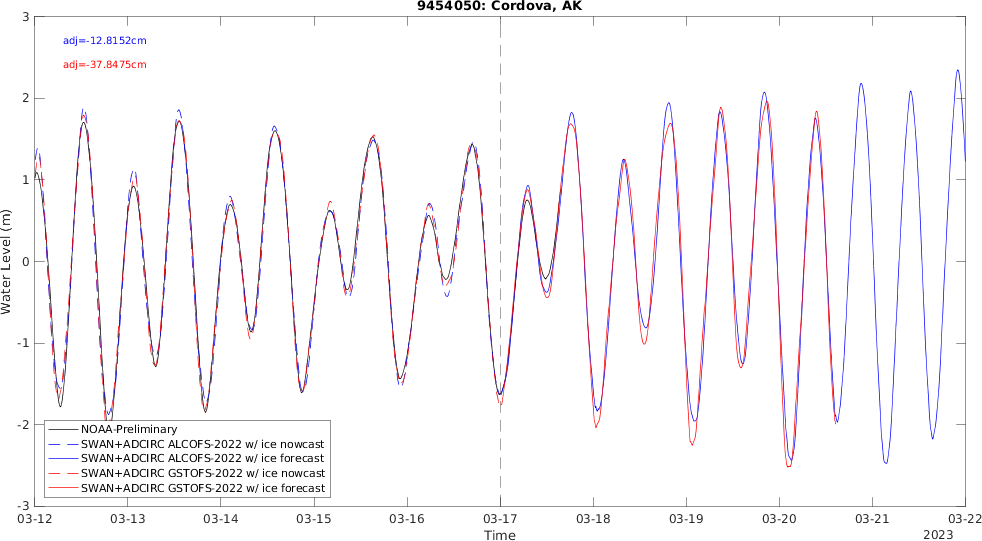 9454050: Cordova, AK
adj=-12.8152cm
adj=-37.8475cm
Water Level (m)
3
2
1
0
-1
-2
-3
NOAA-Preliminary
SWAN+ADCIRC ALCOFS-2022 w/ ice nowcast
SWAN+ADCIRC ALCOFS-2022 w/ ice forecast
SWAN+ADCIRC GSTOFS-2022 w/ ice nowcast
SWAN+ADCIRC GSTOFS-2022 w/ ice forecast
03-12 03-13 03-14 03-15 03-16 03-17 03-18 03-19 03-20 03-21 03-22
Time
2023